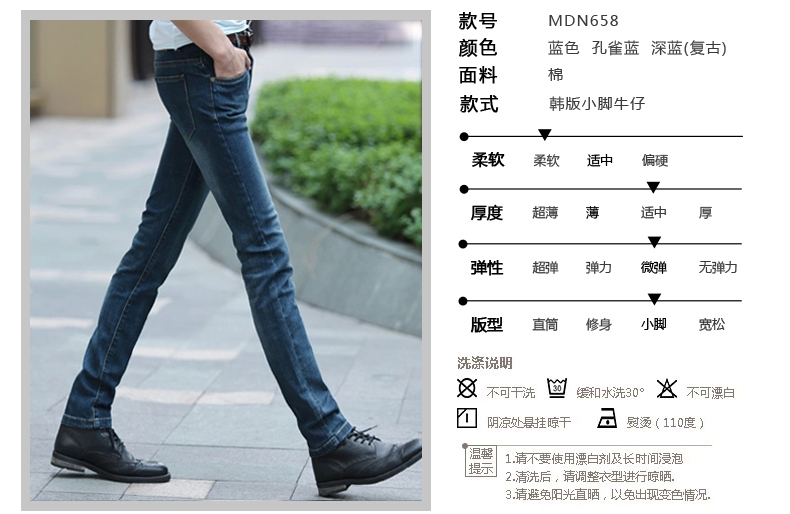 款号 MDN658
颜色 蓝色 孔雀蓝 深蓝(复古)
面料 棉
款式 韩版小脚牛仔
柔软 柔软 适中 偏硬
厚度 超薄 薄 适中 厚
弹性 超弹 弹力 微弹 无弹力
版型 直筒 修身 小脚 宽松
洗涤说明
不可干洗 30 缓和水洗30° 不可漂白
阴凉处悬挂晾干 熨烫（110度）
温馨提示
1.请不要使用漂白剂及长时间浸泡
2.清洗后，请调整衣型进行晾晒.
3.请避免阳光直晒，以免出现变色情况.